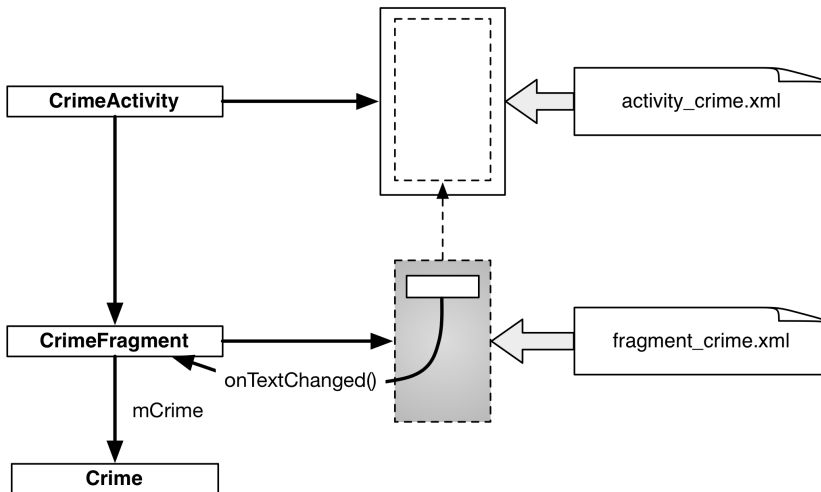 CrimeActivity
activity_crime.xml
CrimeFragment
fragment_crime.xml
onTextChanged()
mCrime
Crime